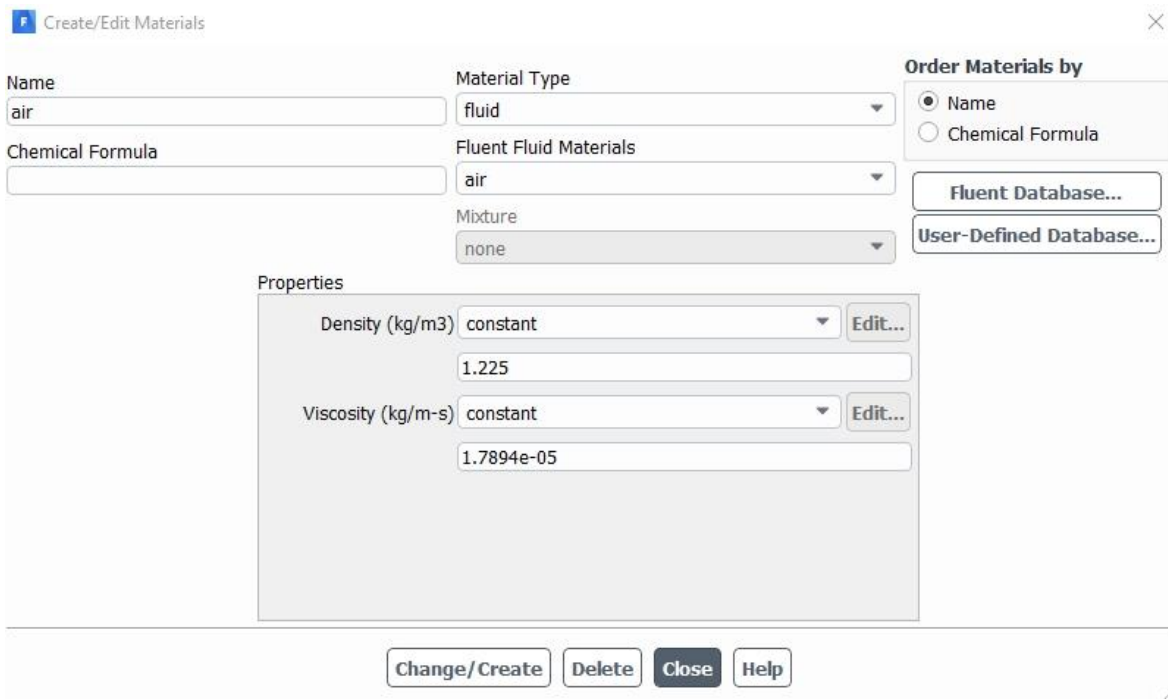 F Create/Edit Materials
Name
air
Chemical Formula
Material Type
fluid
Fluent Fluid Materials
air
Mixture
none
Order Materials by
Name
Chemical Formula
Fluent Database...
User-Defined Database...
Properties
Density (kg/m3) constant Edit...
1.225
Viscosity (kg/m-s) constant Edit...
1.7894e-05
Change/Create Delete Close Help